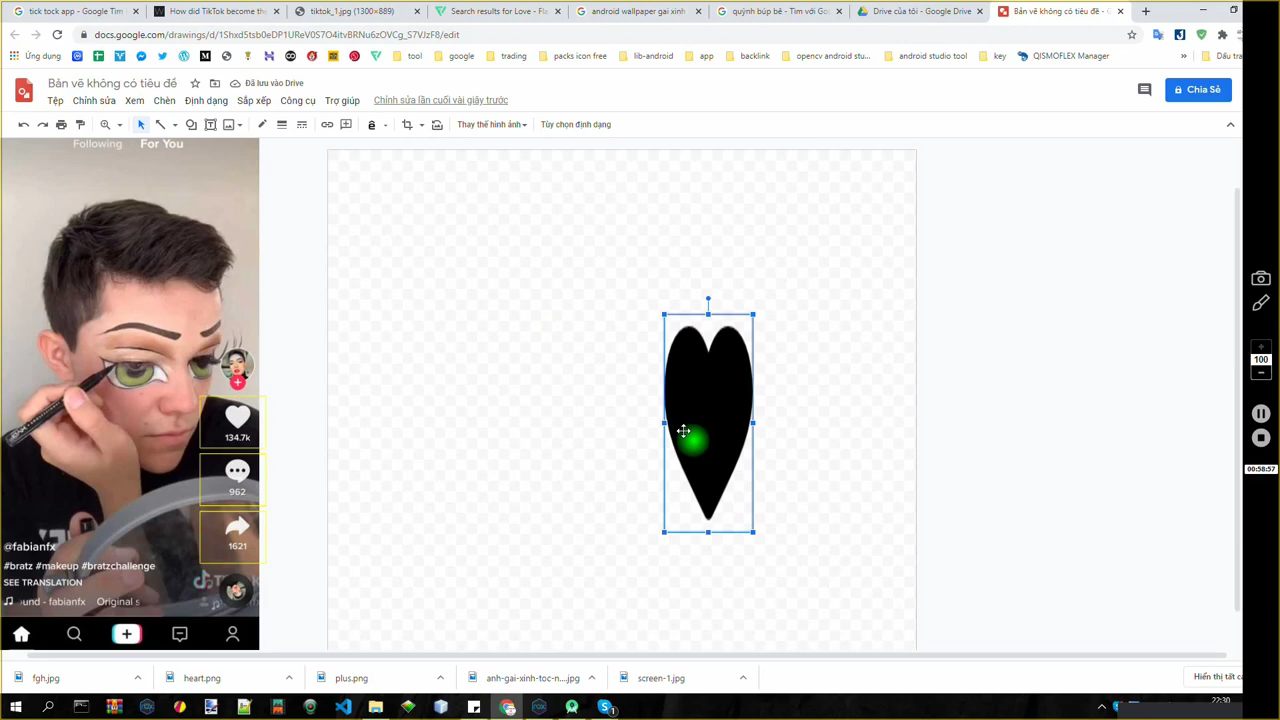 tick tock app - Google Tim
How did TikTok become the
tiktok_1.jpg (1300×889)
Search results for Love - Fla
android wallpaper gai xinh
quỳnh búp bê - Tìm với Goo
Drive của tôi - Google Drive
Bản vẽ không có tiêu đề - G
docs.google.com/drawings/d/1Shxd5tsb0eDP1UReV0S7O4itvBRNu6zOVCg_S7VJzF8/edit
Ứng dụng
tool
google
trading
packs icon free
lib-android
app
backlink
opencv android stu...
android studio tool
key
QISMOFLEX Manager
»
Dấu tra
Bản vẽ không có tiêu đề
Đã lưu vào Drive
Tệp Chỉnh sửa Xem Chèn Định dạng Sắp xếp Công cụ Trợ giúp
Chỉnh sửa lần cuối vài giây trước
Chia Sẻ
Thay thế hình ảnh
Tùy chọn định dạng
Following
For You
134.7k
962
1621
@fabianfx
#bratz #makeup #bratzchallenge
SEE TRANSLATION
ound - fabianfx Original s
100
00:58:57
fgh.jpg
heart.png
plus.png
anh-gai-xinh-toc-n....jpg
screen-1.jpg
Hiển thị tất cả
22:30